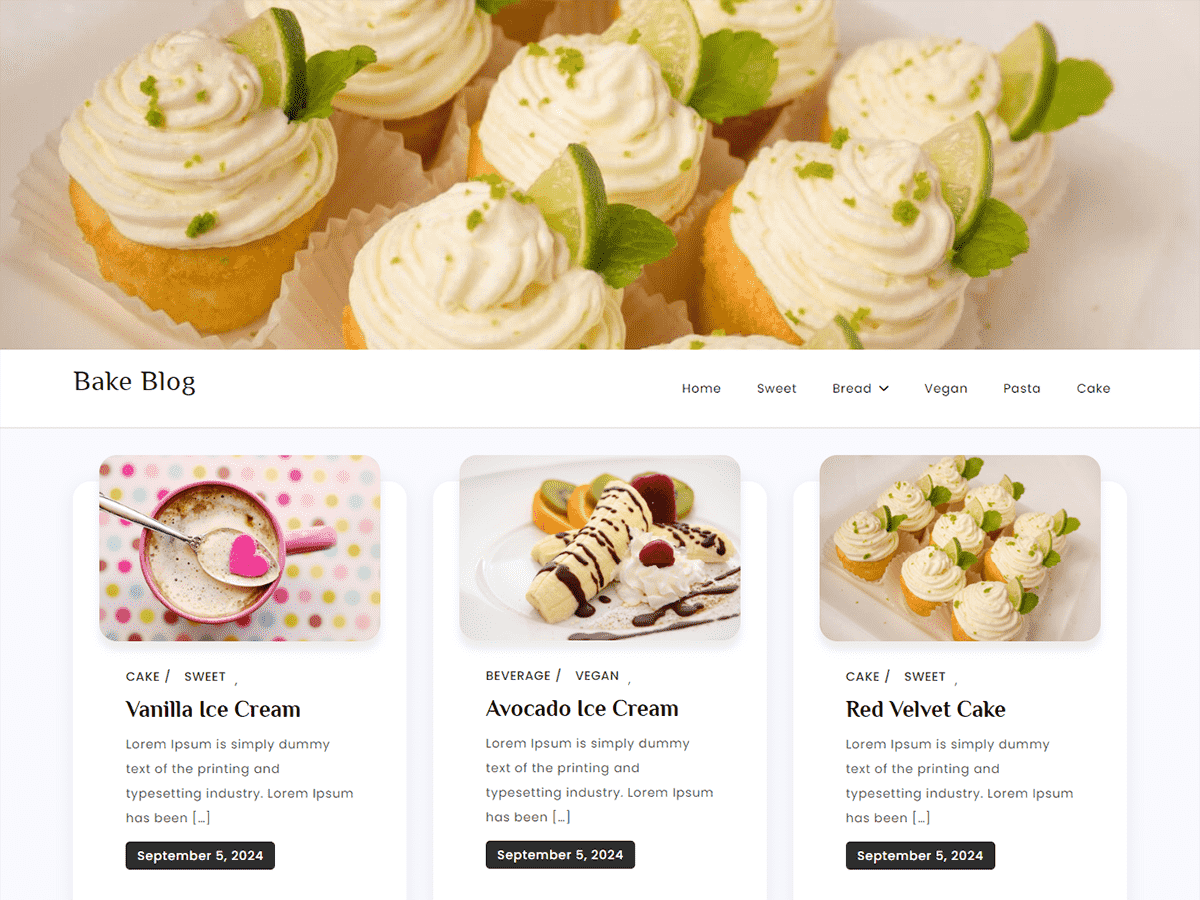 Bake Blog
Home Sweet Bread Vegan Pasta Cake
CAKE / SWEET ,
Vanilla Ice Cream
Lorem Ipsum is simply dummy
text of the printing and
typesetting industry. Lorem Ipsum
has been […]
September 5, 2024
BEVERAGE / VEGAN ,
Avocado Ice Cream
Lorem Ipsum is simply dummy
text of the printing and
typesetting industry. Lorem Ipsum
has been […]
September 5, 2024
CAKE / SWEET ,
Red Velvet Cake
Lorem Ipsum is simply dummy
text of the printing and
typesetting industry. Lorem Ipsum
has been […]
September 5, 2024